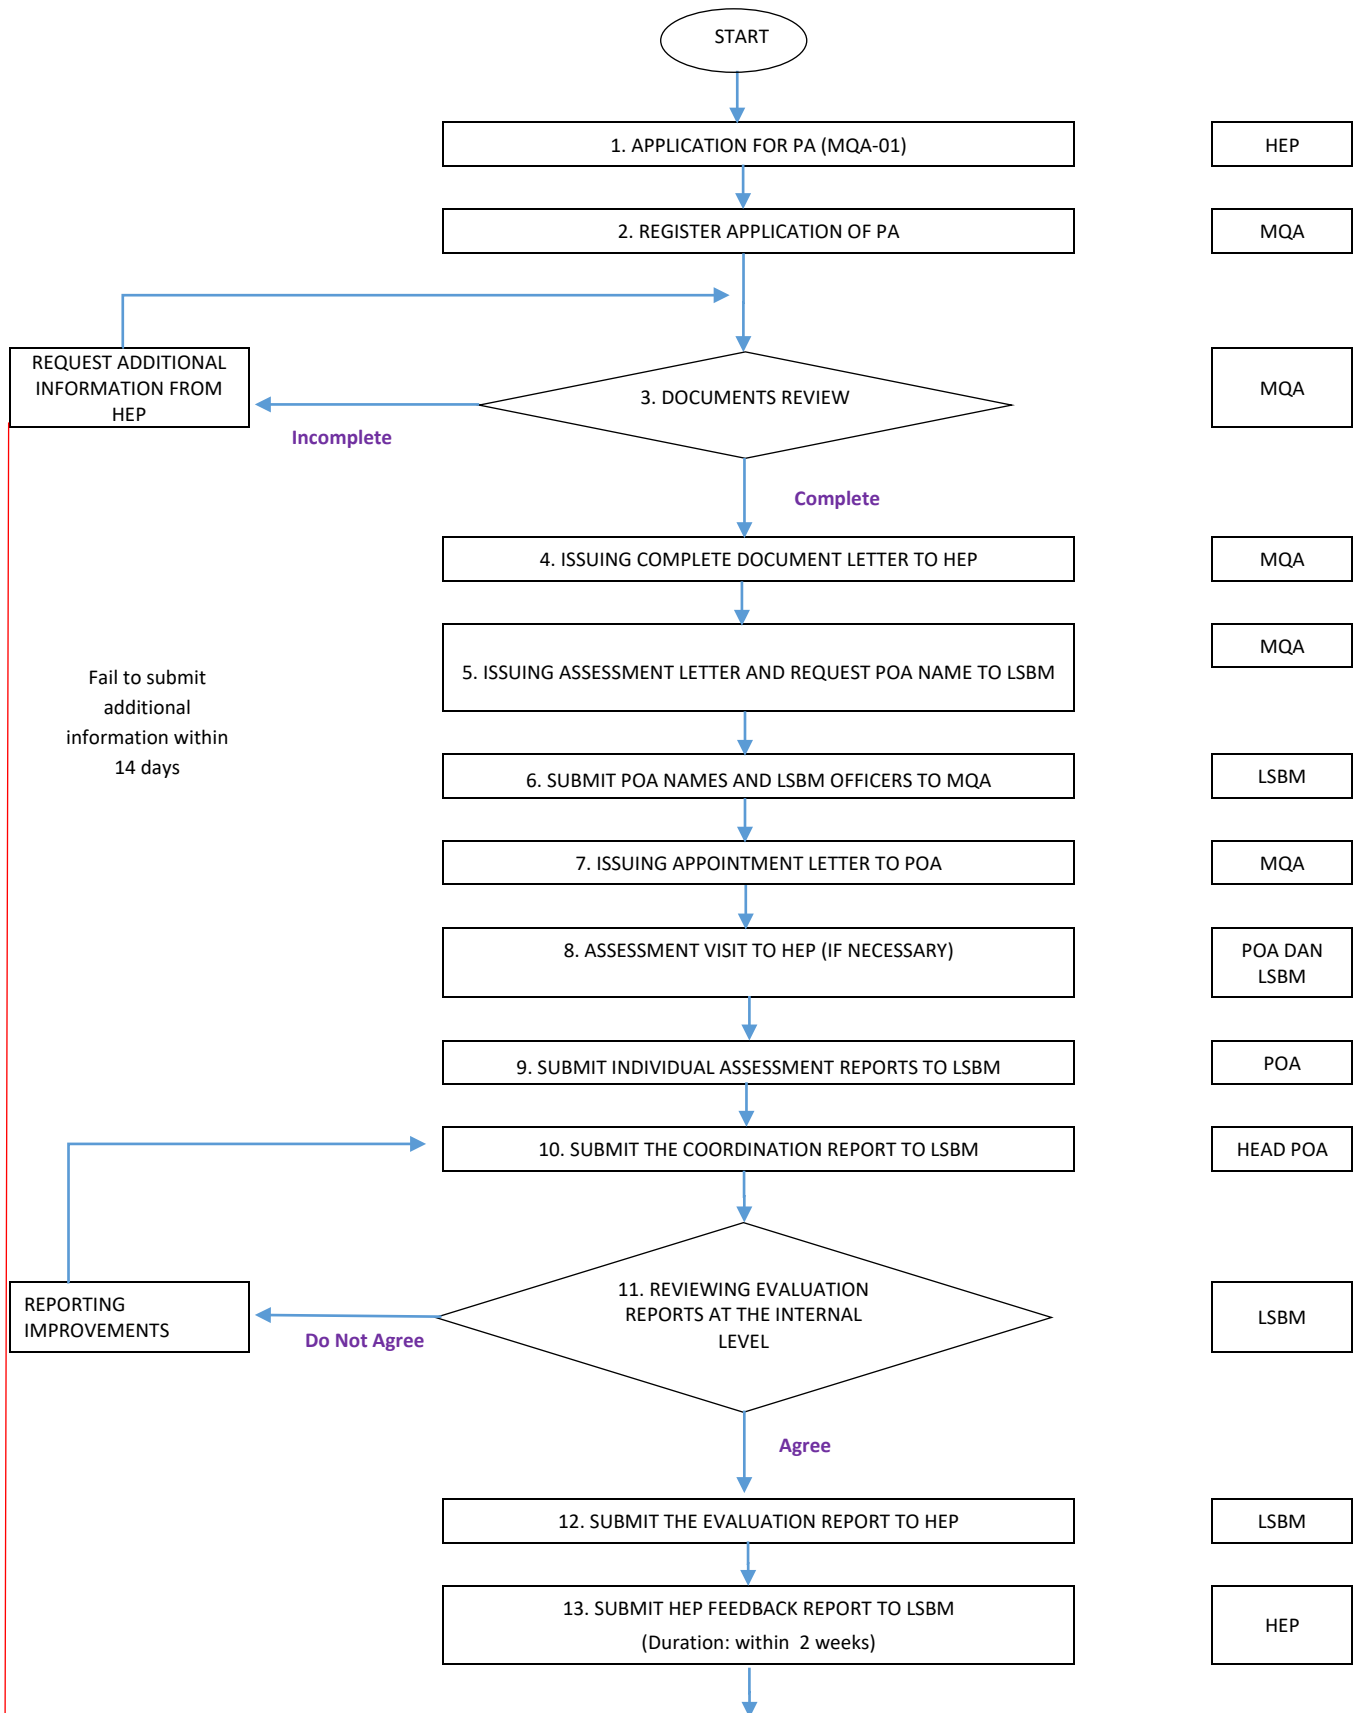 START
1. APPLICATION FOR PA (MQA-01)
HEP
2. REGISTER APPLICATION OF PA
MQA
REQUEST ADDITIONAL
INFORMATION FROM
HEP
3. DOCUMENTS REVIEW
MQA
Incomplete
Complete
4. ISSUING COMPLETE DOCUMENT LETTER TO HEP
MQA
5. ISSUING ASSESSMENT LETTER AND REQUEST POA NAME TO LSBM
MQA
Fail to submit
additional
information within
14 days
6. SUBMIT POA NAMES AND LSBM OFFICERS TO MQA
LSBM
7. ISSUING APPOINTMENT LETTER TO POA
MQA
8. ASSESSMENT VISIT TO HEP (IF NECESSARY)
POA DAN
LSBM
9. SUBMIT INDIVIDUAL ASSESSMENT REPORTS TO LSBM
POA
10. SUBMIT THE COORDINATION REPORT TO LSBM
HEAD POA
REPORTING
IMPROVEMENTS
11. REVIEWING EVALUATION
REPORTS AT THE INTERNAL
LEVEL
LSBM
Do Not Agree
Agree
12. SUBMIT THE EVALUATION REPORT TO HEP
LSBM
13. SUBMIT HEP FEEDBACK REPORT TO LSBM
(Duration: within 2 weeks)
HEP